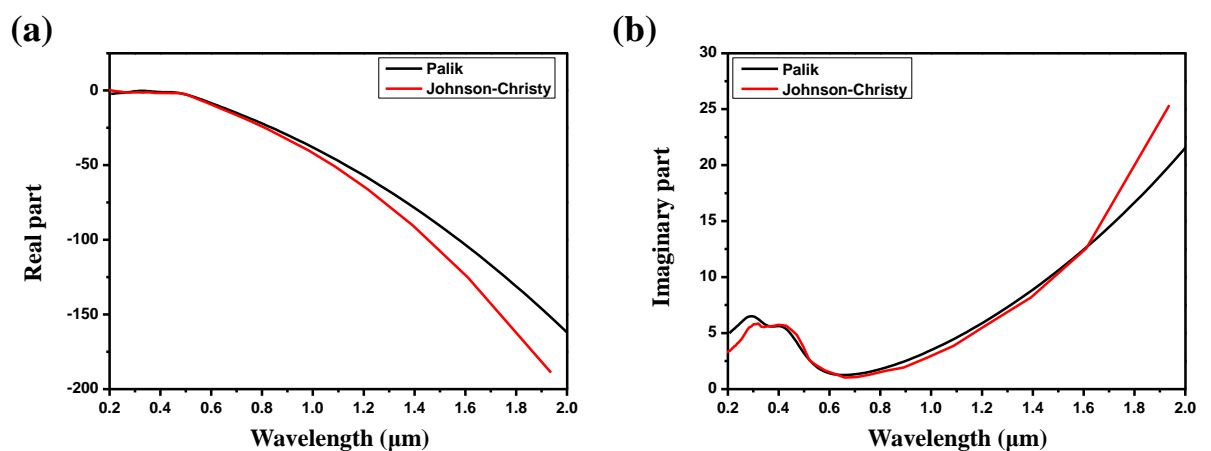 (a)
Palik
Johnson-Christy
Real part
0
-50
-100
-150
-200
0.2 0.4 0.6 0.8 1.0 1.2 1.4 1.6 1.8 2.0
Wavelength (μm)
(b)
Palik
Johnson-Christy
Imaginary part
30
25
20
15
10
5
0
0.2 0.4 0.6 0.8 1.0 1.2 1.4 1.6 1.8 2.0
Wavelength (μm)